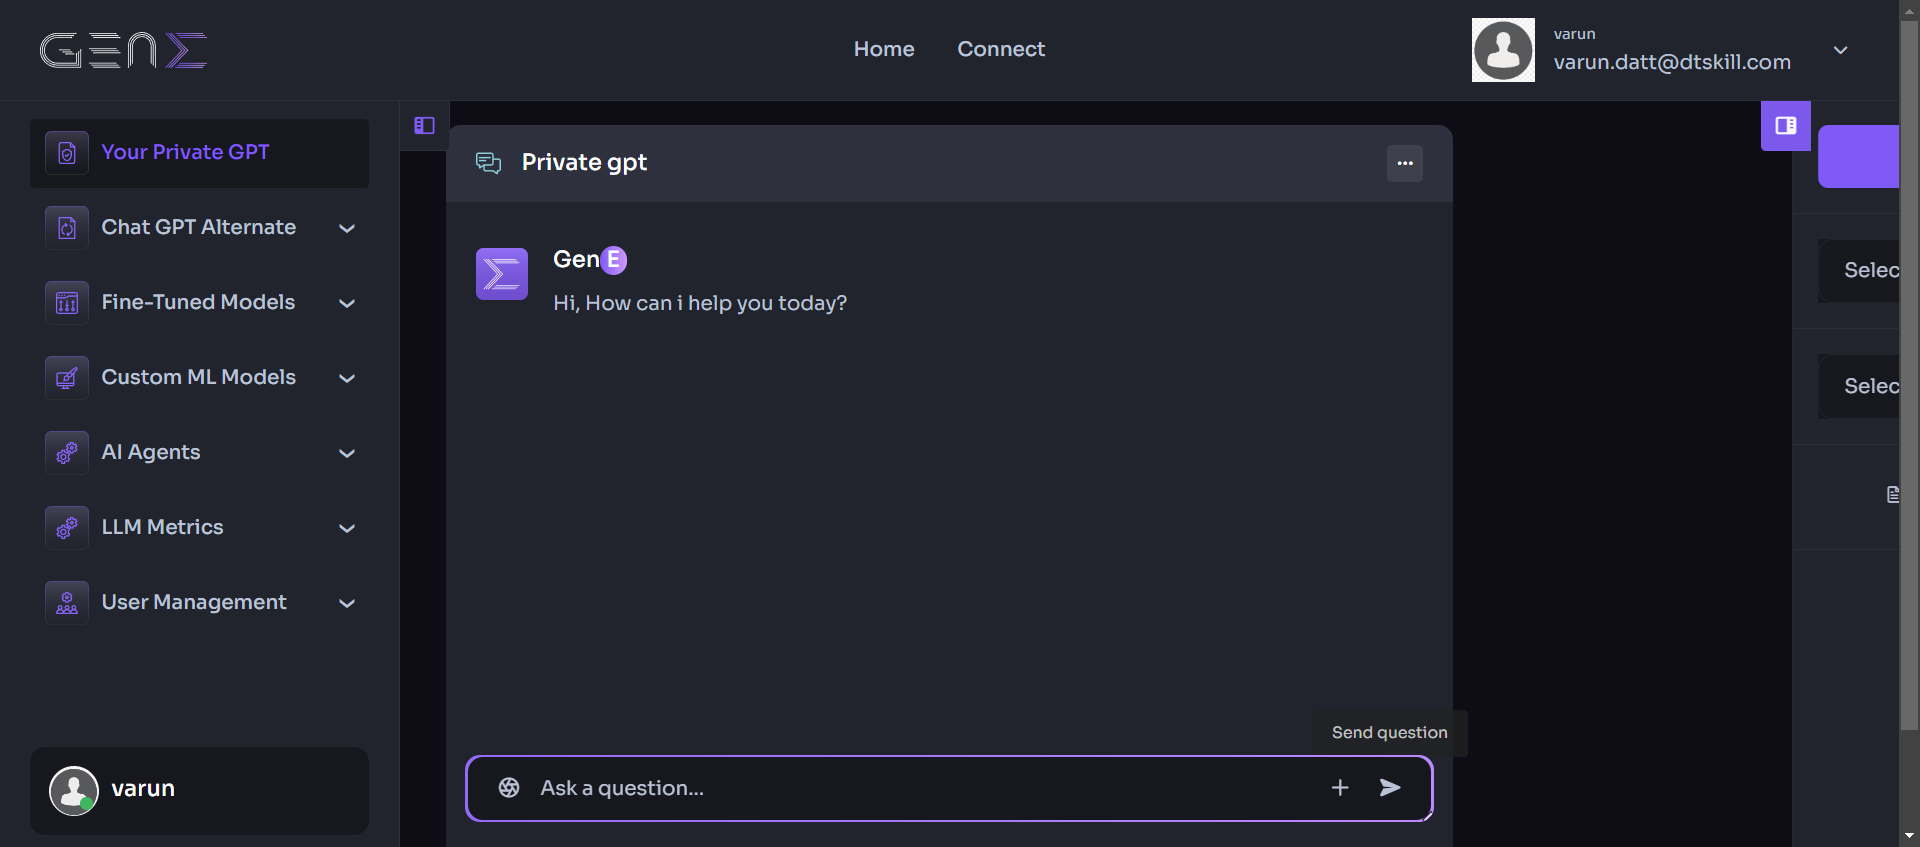 GENE
Home
Connect
varun
varun.datt@dtskill.com
Your Private GPT
Chat GPT Alternate
Fine-Tuned Models
Custom ML Models
AI Agents
LLM Metrics
User Management
varun
Private gpt
GenE
Hi, How can i help you today?
Send question
Ask a question...
Selec
Selec